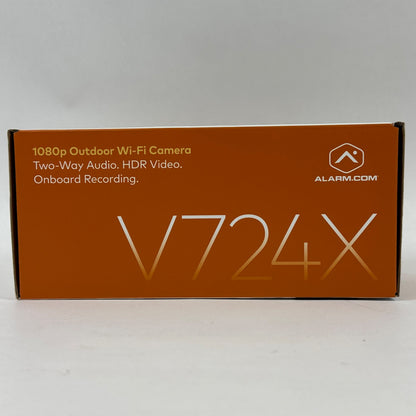 1080p Outdoor Wi-Fi Camera
Two-Way Audio. HDR Video.
Onboard Recording.
ALARM.COM
V724X